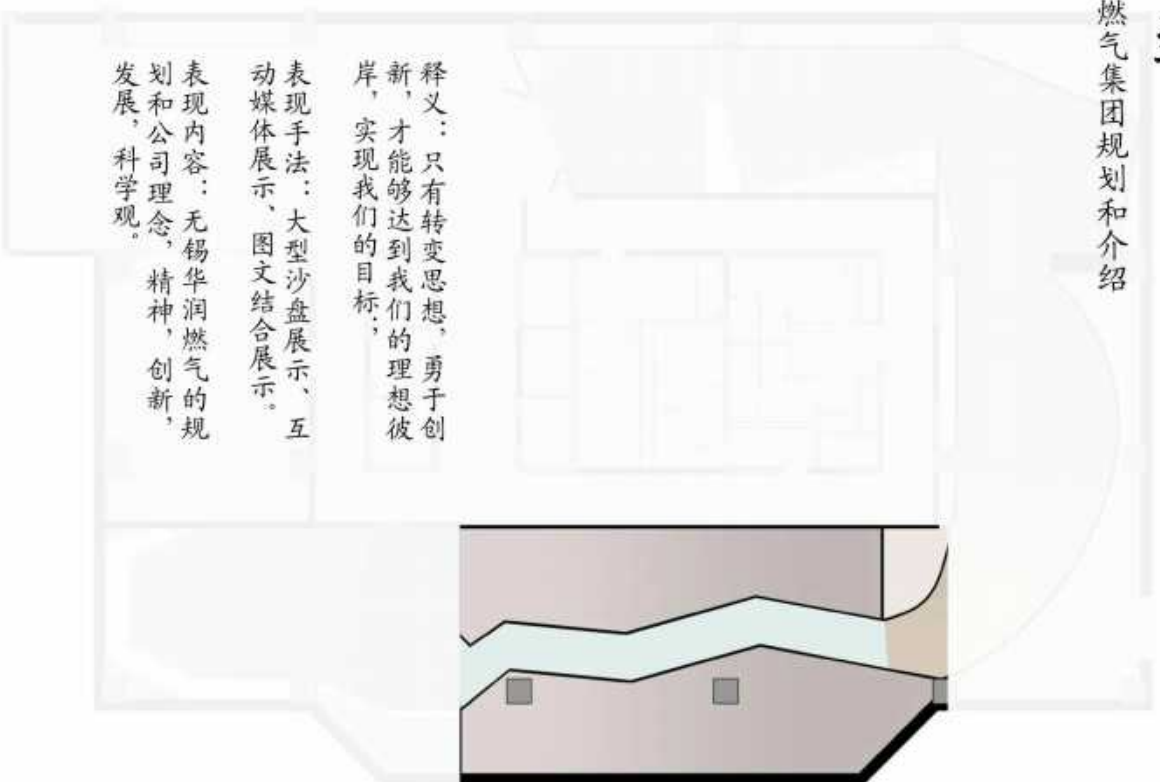 燃气集团规划和介绍
释义：只有转变思想，勇于创
新，才能够达到我们的理想彼
岸，实现我们的目标；
表现手法：大型沙盘展示、互
动媒体展示、图文结合展示。
表现内容：无锡华润燃气的规
划和公司理念，精神，创新，
发展，科学观。